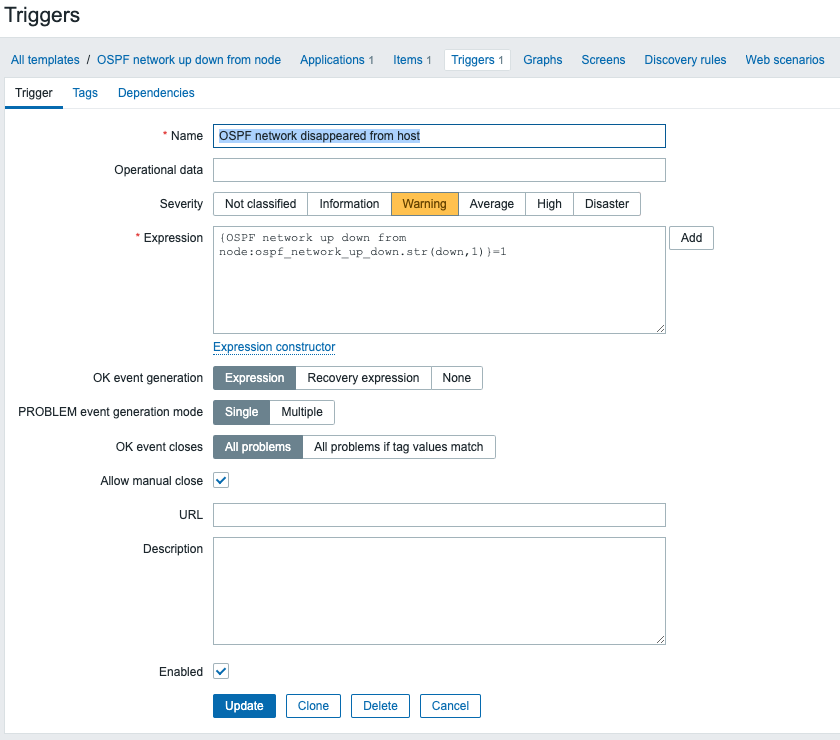 Triggers
All templates / OSPF network up down from node Applications 1 Items 1 Triggers 1 Graphs Screens Discovery rules Web scenarios
Trigger Tags Dependencies
* Name OSPF network disappeared from host
Operational data
Severity Not classified Information Warning Average High Disaster
* Expression {OSPF network up down from Add
node:ospf_network_up_down.str(down,1)}=1
Expression constructor
OK event generation Expression Recovery expression None
PROBLEM event generation mode Single Multiple
OK event closes All problems All problems if tag values match
Allow manual close
URL
Description
Enabled
Update Clone Delete Cancel